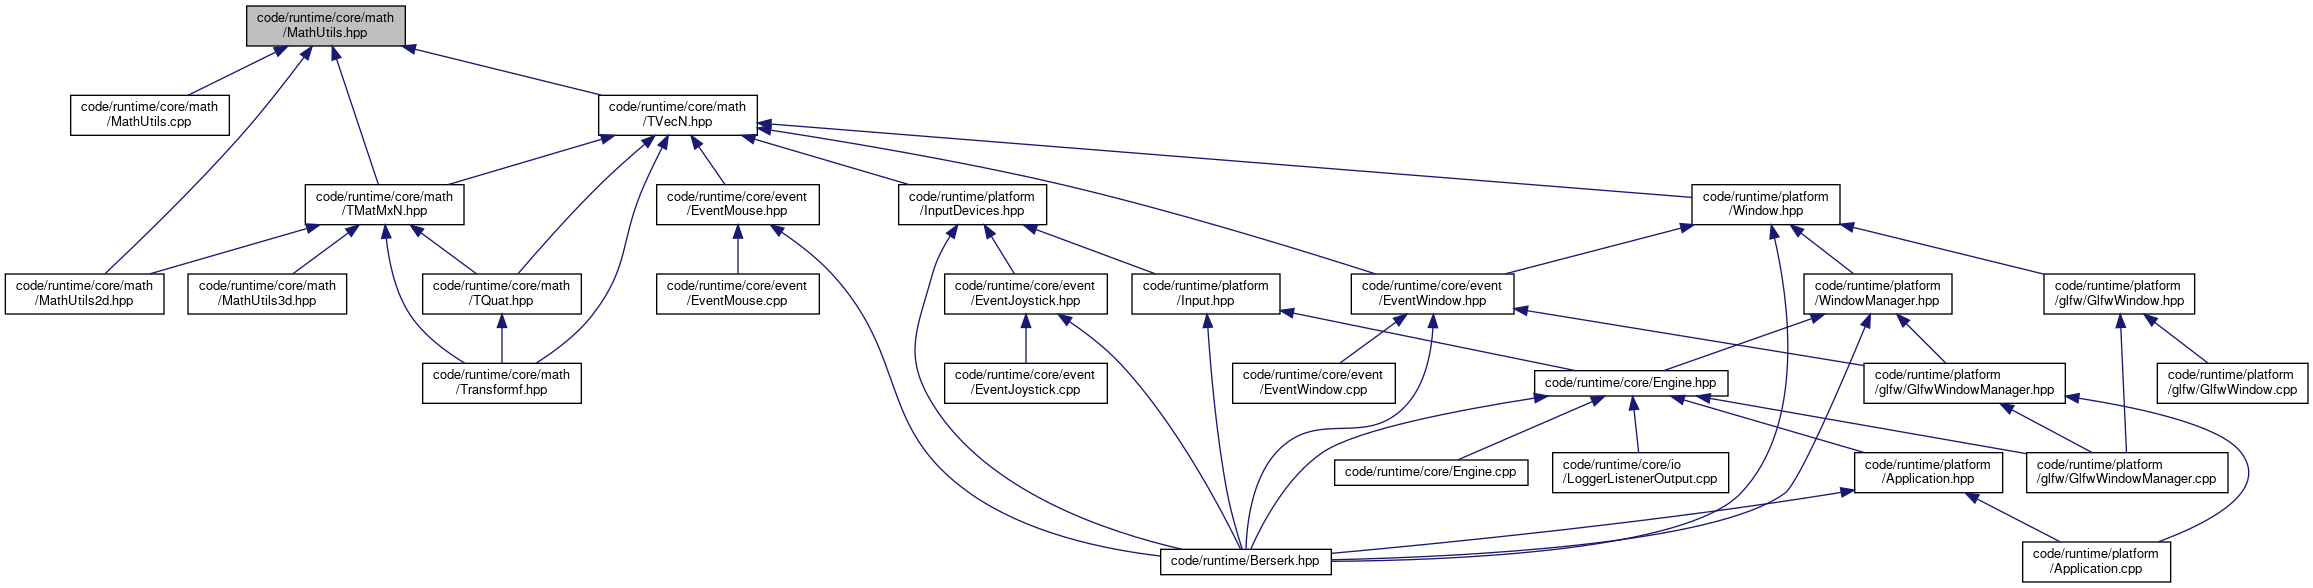 code/runtime/core/math
/MathUtils.hpp
code/runtime/core/math
/MathUtils.cpp
code/runtime/core/math
/TVecN.hpp
code/runtime/core/math
/TMatMxN.hpp
code/runtime/core/event
/EventMouse.hpp
code/runtime/platform
/InputDevices.hpp
code/runtime/platform
/Window.hpp
code/runtime/core/math
/MathUtils2d.hpp
code/runtime/core/math
/MathUtils3d.hpp
code/runtime/core/math
/TQuat.hpp
code/runtime/core/event
/EventMouse.cpp
code/runtime/core/event
/EventJoystick.hpp
code/runtime/platform
/Input.hpp
code/runtime/core/event
/EventWindow.hpp
code/runtime/platform
/WindowManager.hpp
code/runtime/platform
/glfw/GlfwWindow.hpp
code/runtime/core/math
/Transformf.hpp
code/runtime/core/event
/EventJoystick.cpp
code/runtime/core/event
/EventWindow.cpp
code/runtime/core/Engine.hpp
code/runtime/platform
/glfw/GlfwWindowManager.hpp
code/runtime/platform
/glfw/GlfwWindow.cpp
code/runtime/core/Engine.cpp
code/runtime/core/io
/LoggerListenerOutput.cpp
code/runtime/platform
/Application.hpp
code/runtime/platform
/glfw/GlfwWindowManager.cpp
code/runtime/Berserk.hpp
code/runtime/platform
/Application.cpp